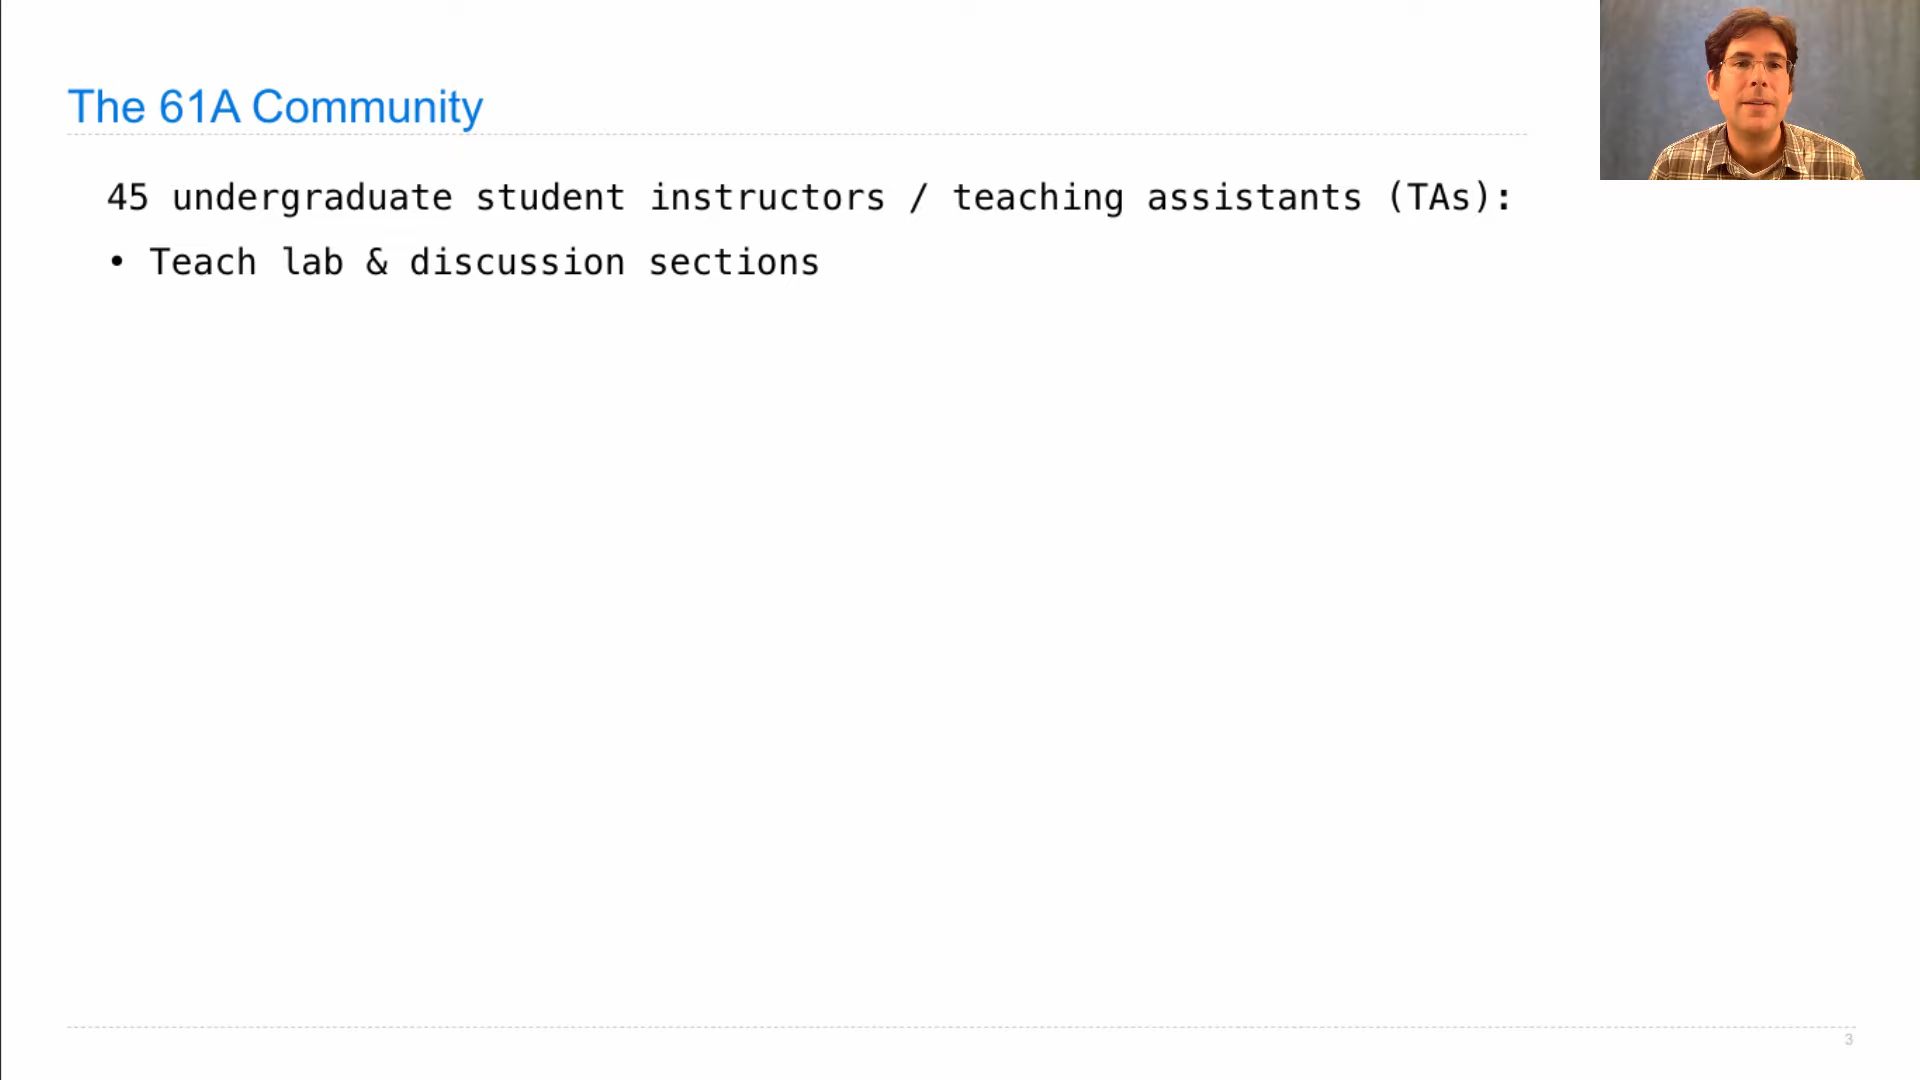 The 61A Community
45 undergraduate student instructors / teaching assistants (TAs):
• Teach lab & discussion sections
3